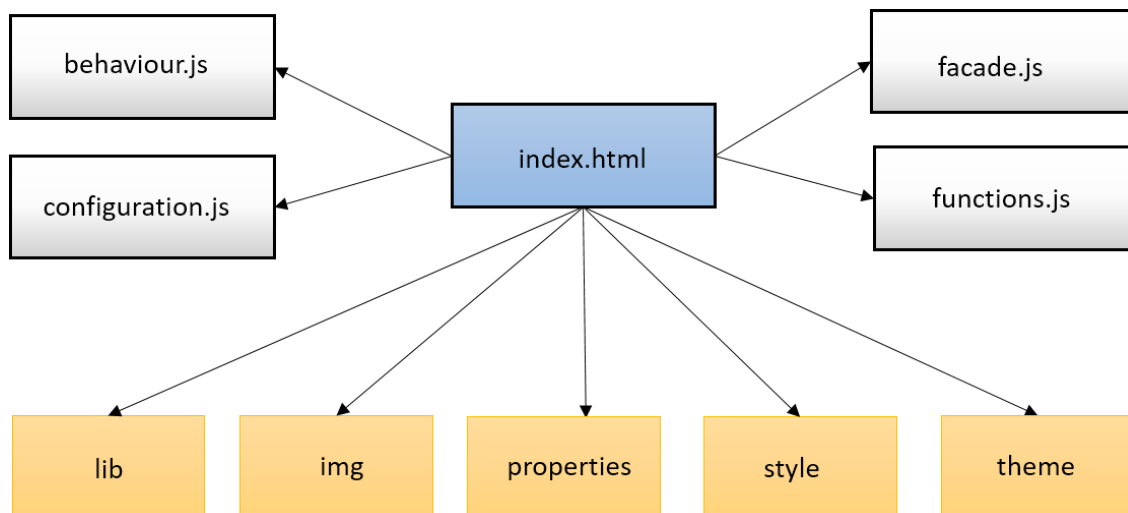 behaviour.js
facade.js
index.html
configuration.js
functions.js
lib
img
properties
style
theme